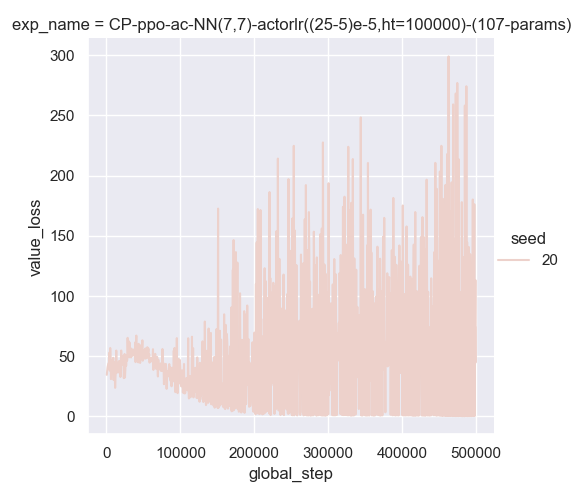 exp_name = CP-ppo-ac-NN(7,7)-actorlr((25-5)e-5,ht=100000)-(107-params)
300
250
200
150
100
50
0
value_loss
0 100000 200000 300000 400000 500000
global_step
seed
20